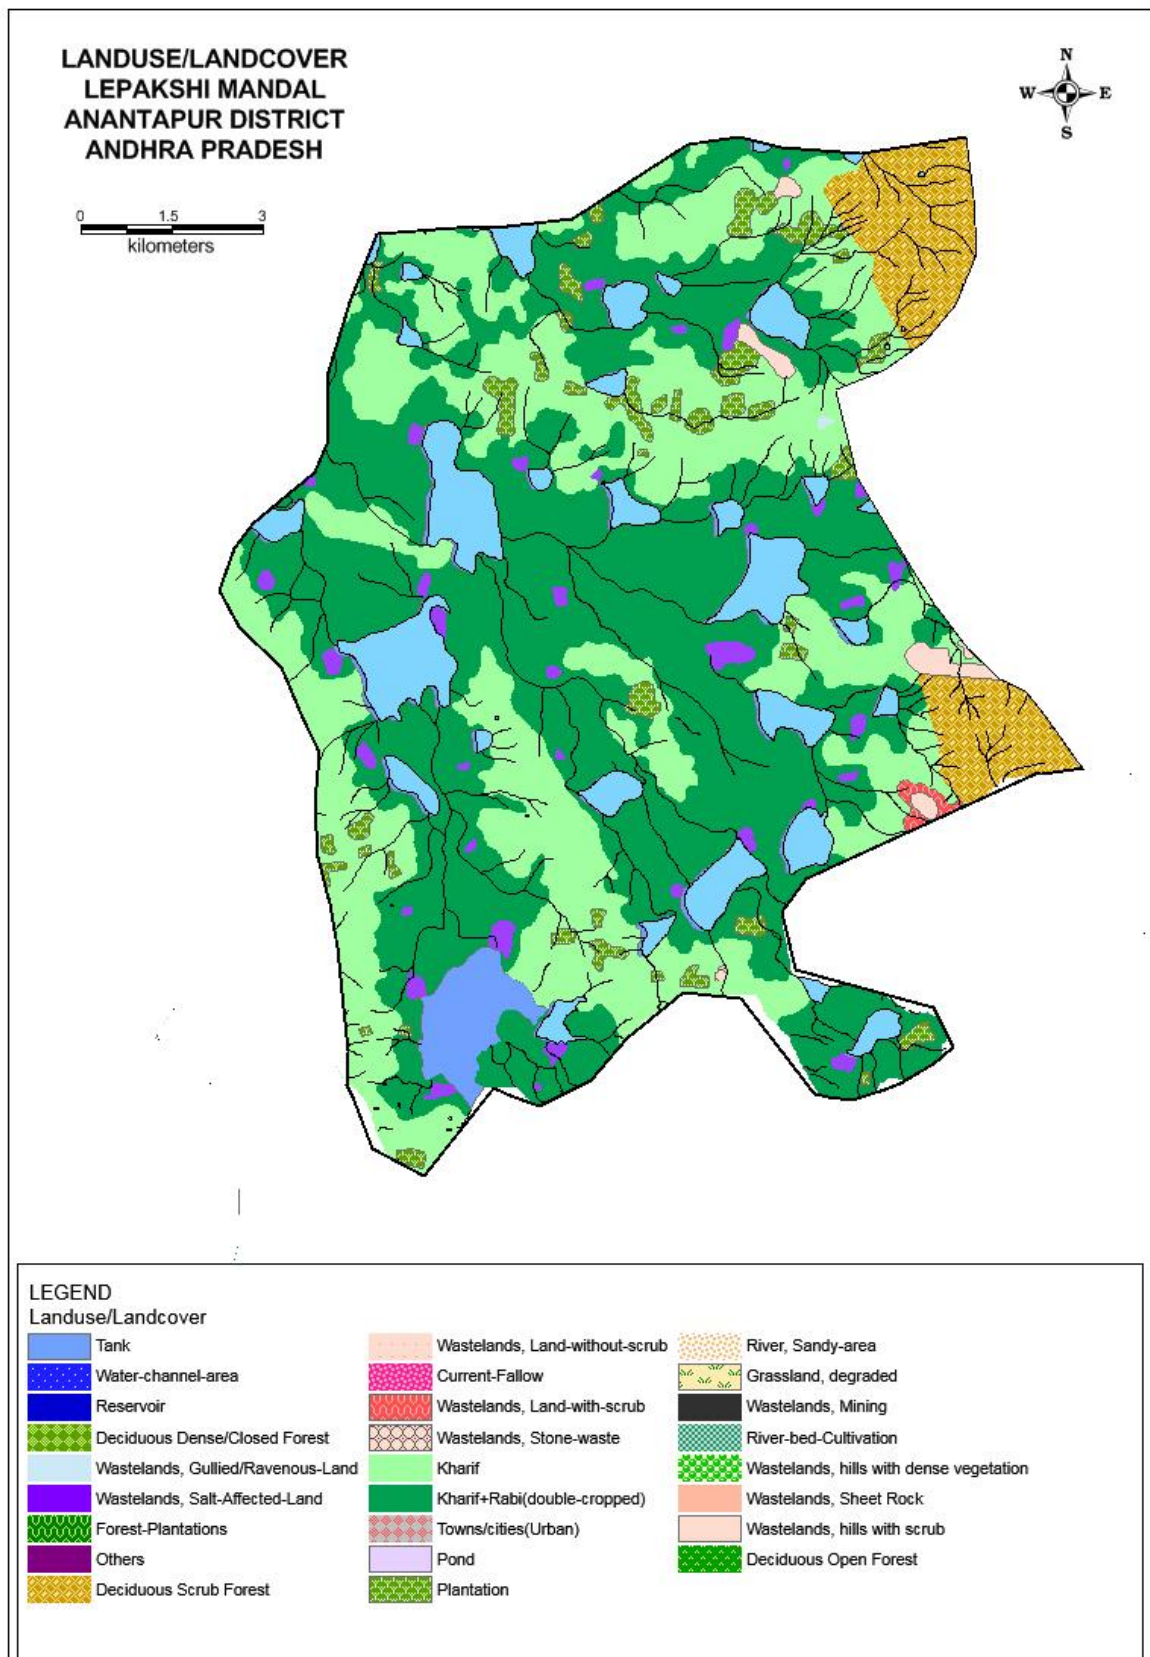 LANDUSE/LANDCOVER
LEPAKSHI MANDAL
ANANTAPUR DISTRICT
ANDHRA PRADESH
N
W E
S
0 1.5 3
kilometers
LEGEND
Landuse/Landcover
Tank
Water-channel-area
Reservoir
Deciduous Dense/Closed Forest
Wastelands, Gullied/Ravenous-Land
Wastelands, Salt-Affected-Land
Forest-Plantations
Others
Deciduous Scrub Forest
Wastelands, Land-without-scrub
Current-Fallow
Wastelands, Land-with-scrub
Wastelands, Stone-waste
Kharif
Kharif+Rabi(double-cropped)
Towns/cities(Urban)
Pond
Plantation
River, Sandy-area
Grassland, degraded
Wastelands, Mining
River-bed-Cultivation
Wastelands, hills with dense vegetation
Wastelands, Sheet Rock
Wastelands, hills with scrub
Deciduous Open Forest